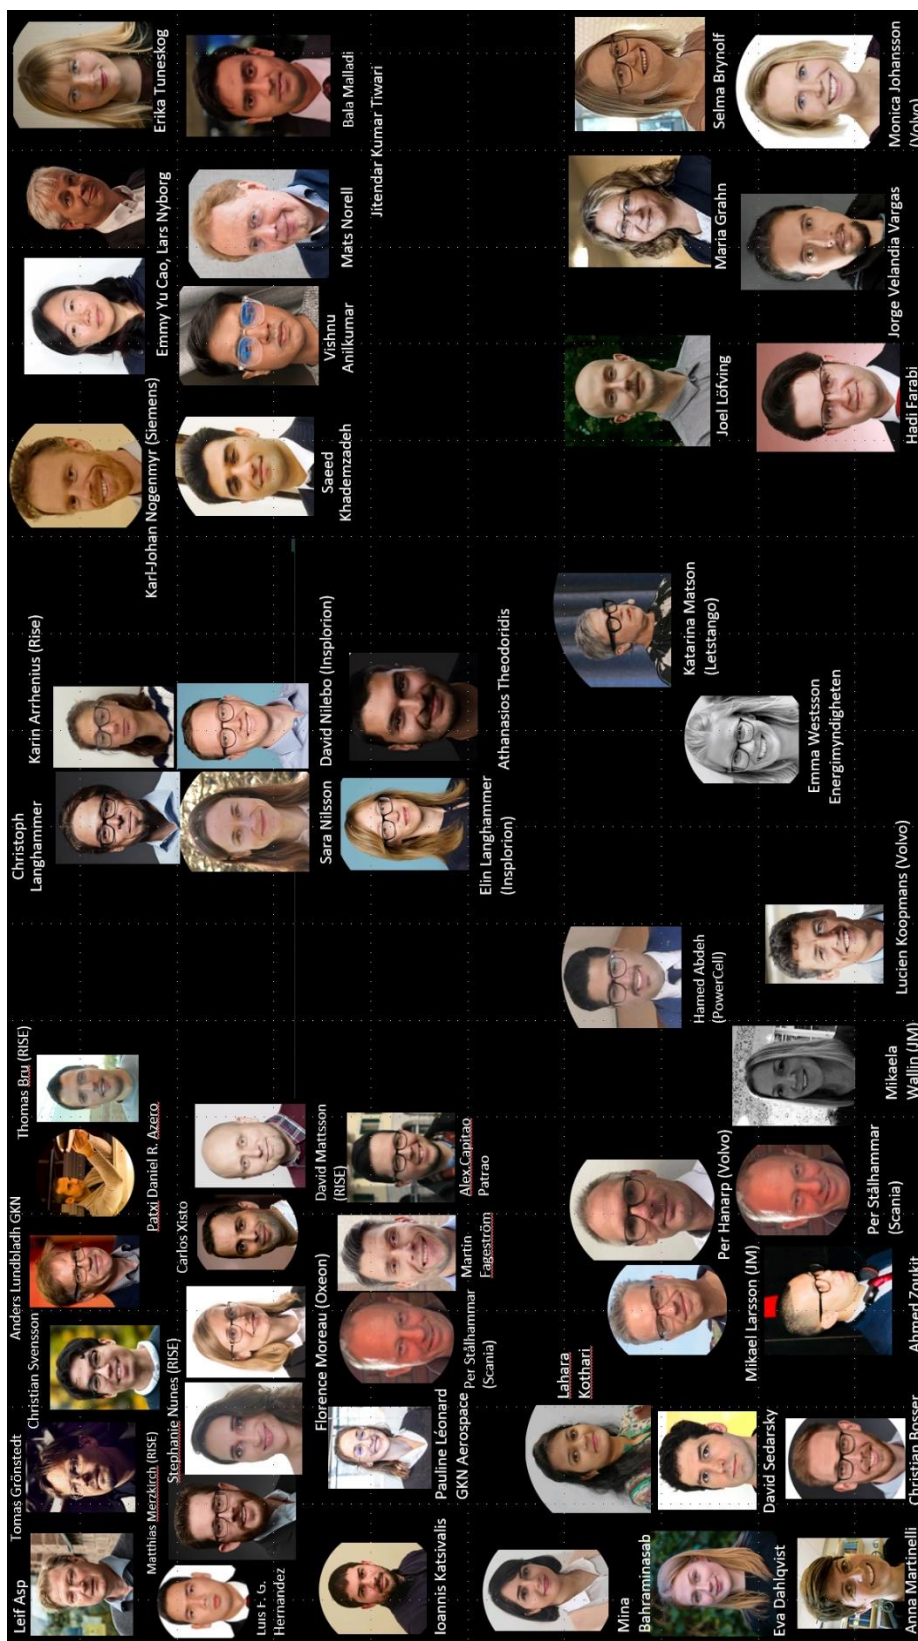 Leif Asp
Tomas Grönstedt
Christian Svensson
Anders Lundbladh GKN
Thomas Bru (RISE)
Christoph
Langhammer
Karin Arrhenius (Rise)
Karl-Johan Nogenmyr (Siemens)
Emmy Yu Cao, Lars Nyborg
Erika Tuneskog
Matthias Merzkirch (RISE)
Stephanie Nunes (RISE)
Patxi Daniel R. Azero
Carlos Xisto
Luis F. G.
Hernandez
Florence Moreau (Oxeon)
David Mattsson
(RISE)
Sara Nilsson
David Nilebo (Insplorion)
Saeed
Khademzadeh
Vishnu
Anilkumar
Mats Norell
Bala Malladi
Jitendar Kumar Tiwari
Ioannis Katsivalis
Pauline Léonard
GKN Aerospace
Per Stålhammar
(Scania)
Martin
Fagerström
Alex.Capitao
Patrao
Elin Langhammer
(Insplorion)
Athanasios Theodoridis
Mina
Bahraminasab
Lahara
Kothari
Per Hanarp (Volvo)
Hamed Abdeh
(PowerCell)
Katarina Matson
(Letstango)
Joel Löfving
Maria Grahn
Selma Brynolf
Eva Dahlqvist
David Sedarsky
Mikael Larsson (JM)
Per Stålhammar
(Scania)
Mikaela
Wallin (JM)
Lucien Koopmans (Volvo)
Emma Westsson
Energimyndigheten
Hadi Farabi
Jorge Velandia Vargas
Monica Johansson
(Volvo)
Anna Martinelli
Christian
Ahmed